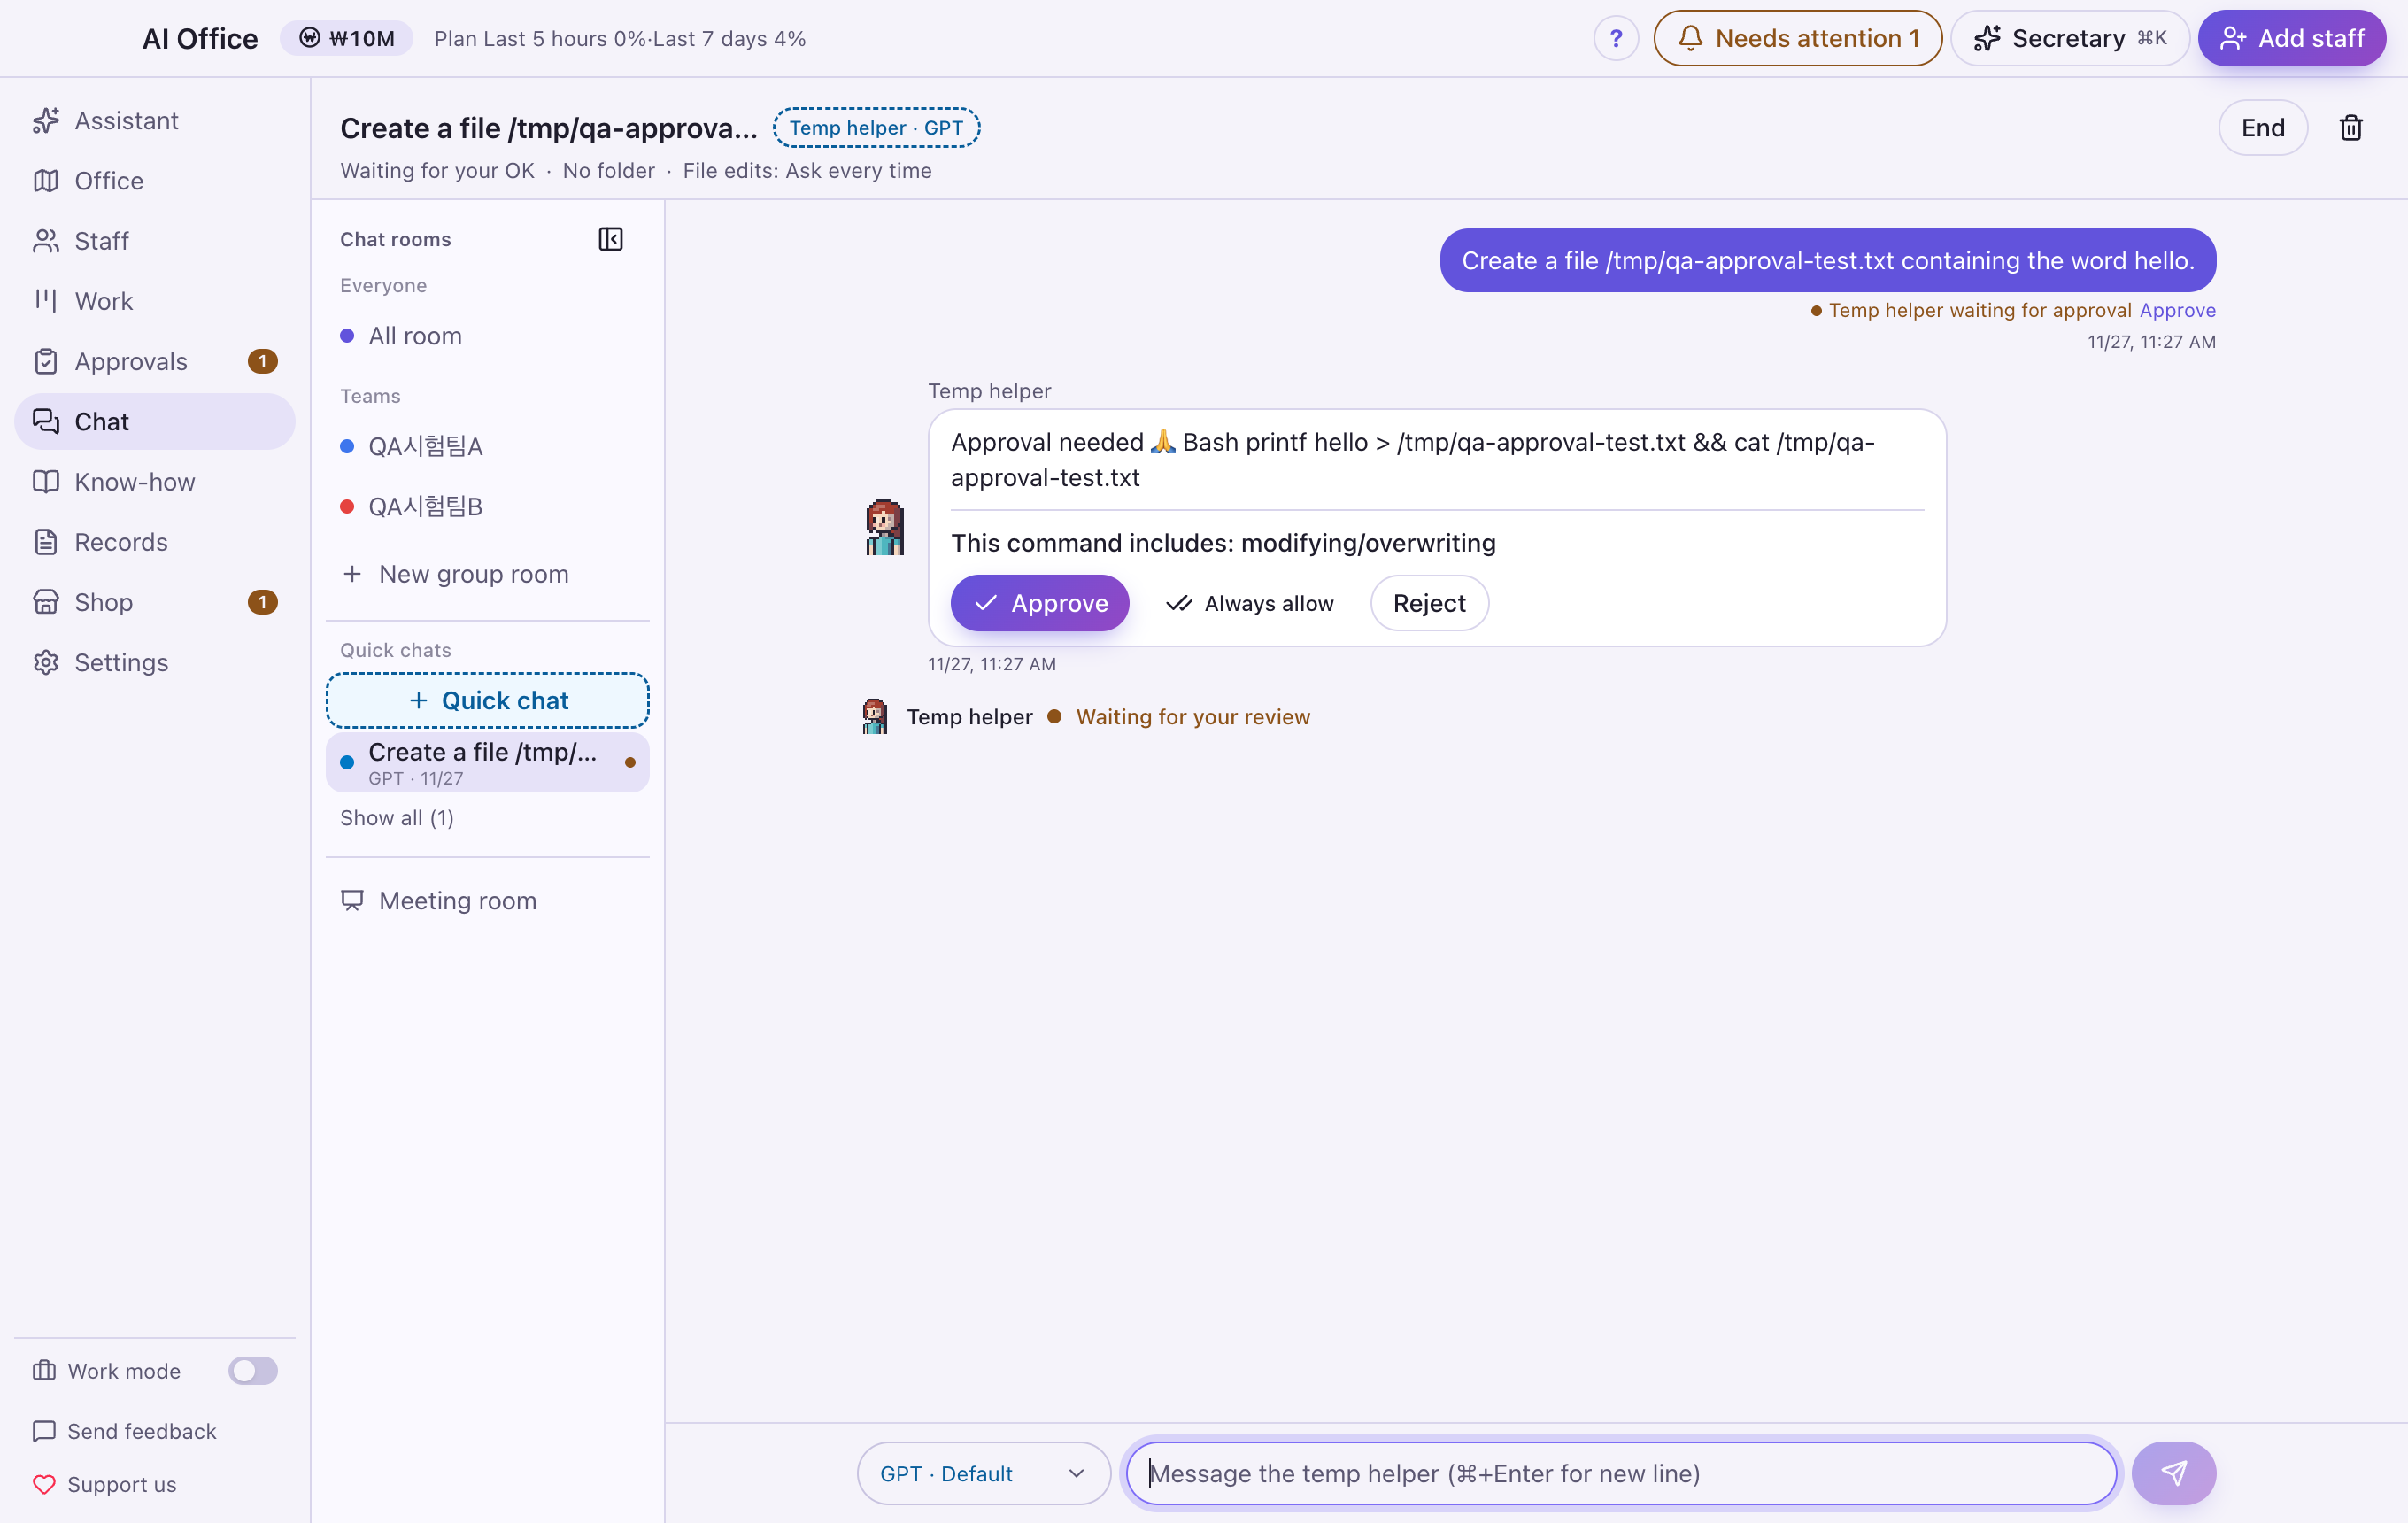 AI Office
₩10M
Plan Last 5 hours 0%·Last 7 days 4%
?
Needs attention 1
Secretary ⌘K
Add staff
Assistant
Office
Staff
Work
Approvals 1
Chat
Know-how
Records
Shop 1
Settings
Work mode
Send feedback
Support us
Create a file /tmp/qa-approva...
Temp helper · GPT
Waiting for your OK · No folder · File edits: Ask every time
End
Chat rooms
Everyone
All room
Teams
QA시험팀A
QA시험팀B
New group room
Quick chats
Quick chat
Create a file /tmp/...
GPT · 11/27
Show all (1)
Meeting room
Create a file /tmp/qa-approval-test.txt containing the word hello.
Temp helper waiting for approval Approve
11/27, 11:27 AM
Temp helper
Approval needed 🙏 Bash printf hello > /tmp/qa-approval-test.txt && cat /tmp/qa-
approval-test.txt
This command includes: modifying/overwriting
Approve
Always allow
Reject
11/27, 11:27 AM
Temp helper
Waiting for your review
GPT · Default
Message the temp helper (⌘+Enter for new line)